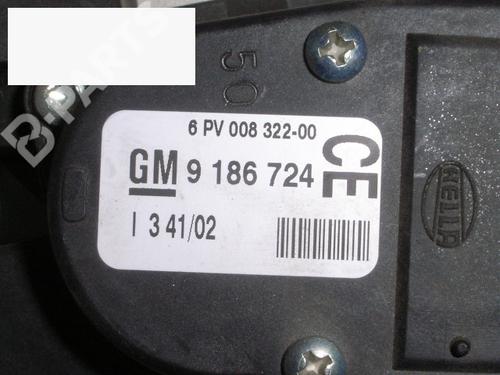 B-PARTS
50
6 PV 008 322-00
GM 9 186 724
CE
I 3 41/02
HELLA